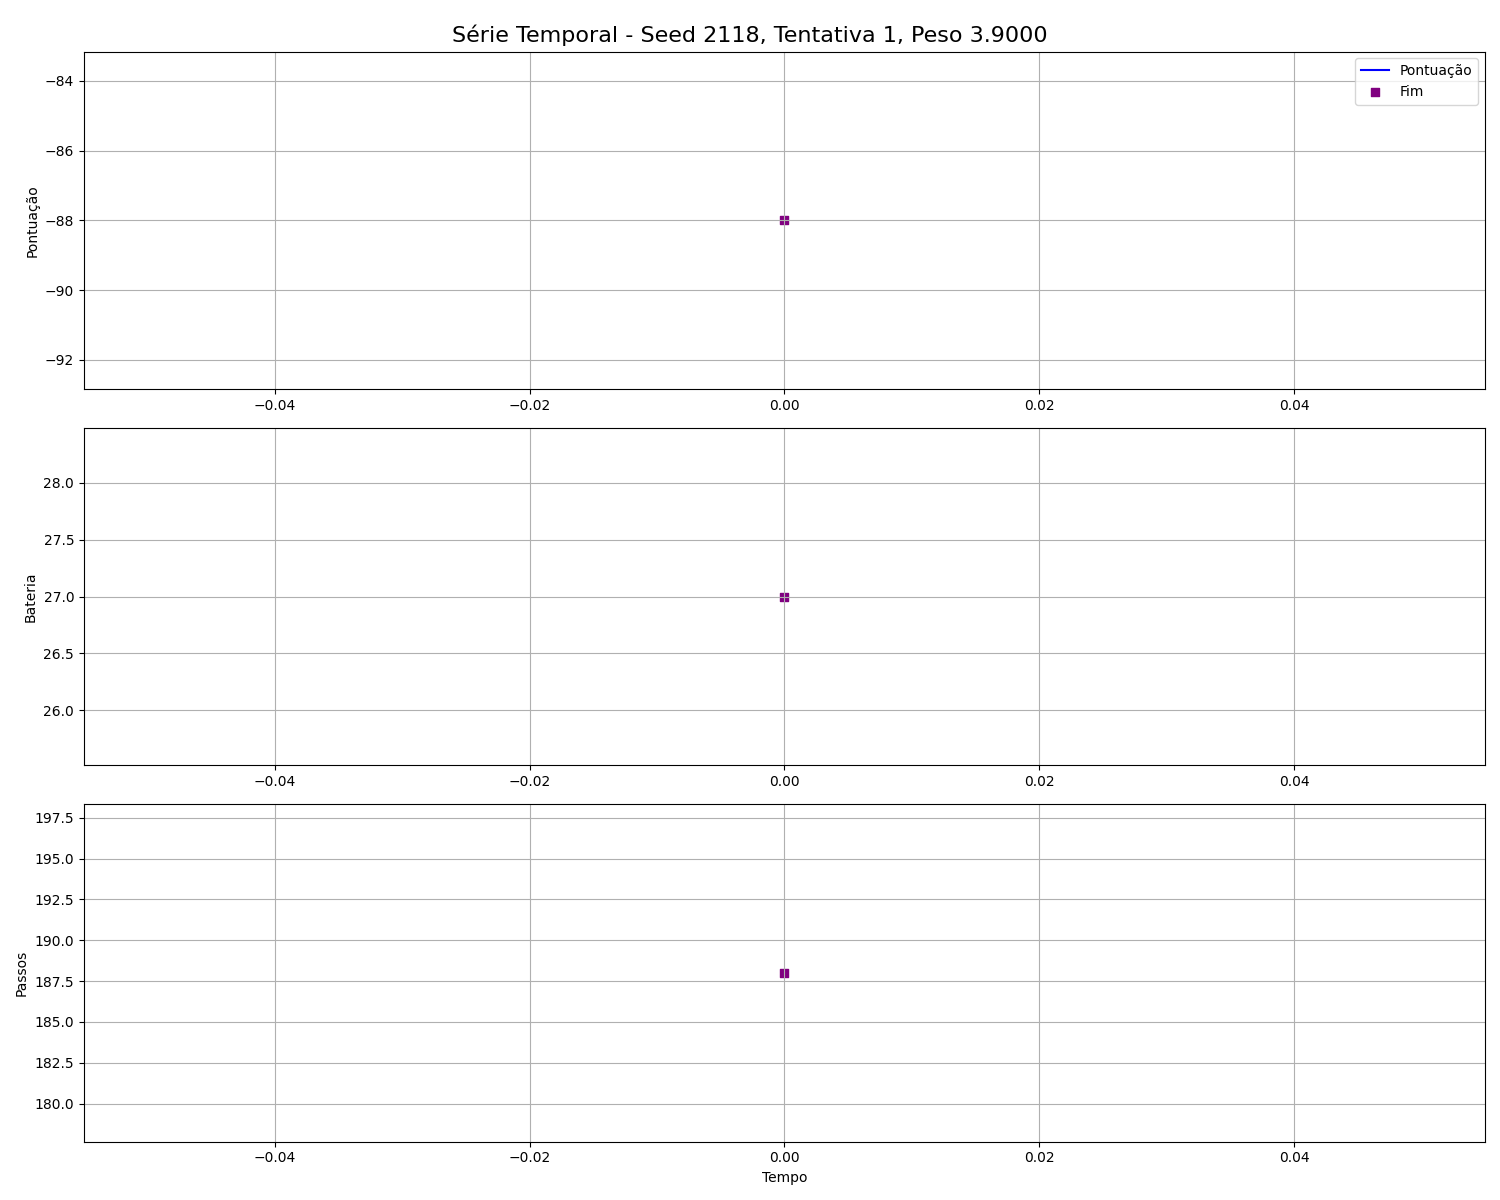 Série Temporal - Seed 2118, Tentativa 1, Peso 3.9000
Pontuação
Fim
Pontuação
−84
−86
−88
−90
−92
−0.04 −0.02 0.00 0.02 0.04
Bateria
28.0
27.5
27.0
26.5
26.0
−0.04 −0.02 0.00 0.02 0.04
Passos
197.5
195.0
192.5
190.0
187.5
185.0
182.5
180.0
−0.04 −0.02 0.00 0.02 0.04
Tempo